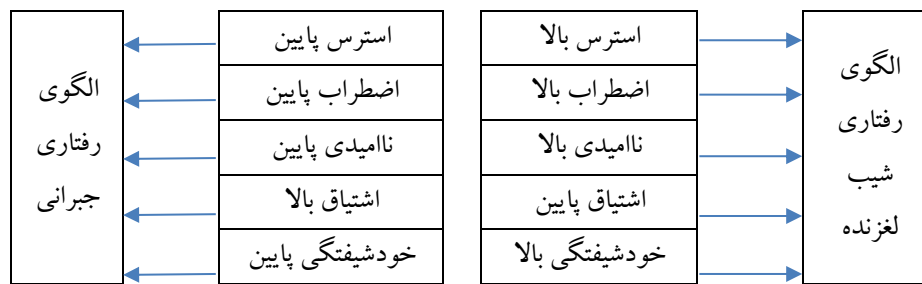 الگوی
رفتاری
شیب
لغزنده
استرس بالا
اضطراب بالا
ناامیدی بالا
اشتیاق پایین
خودشیفتگی بالا
استرس پایین
اضطراب پایین
ناامیدی پایین
اشتیاق بالا
خودشیفتگی پایین
الگوی
رفتاری
جبرانی